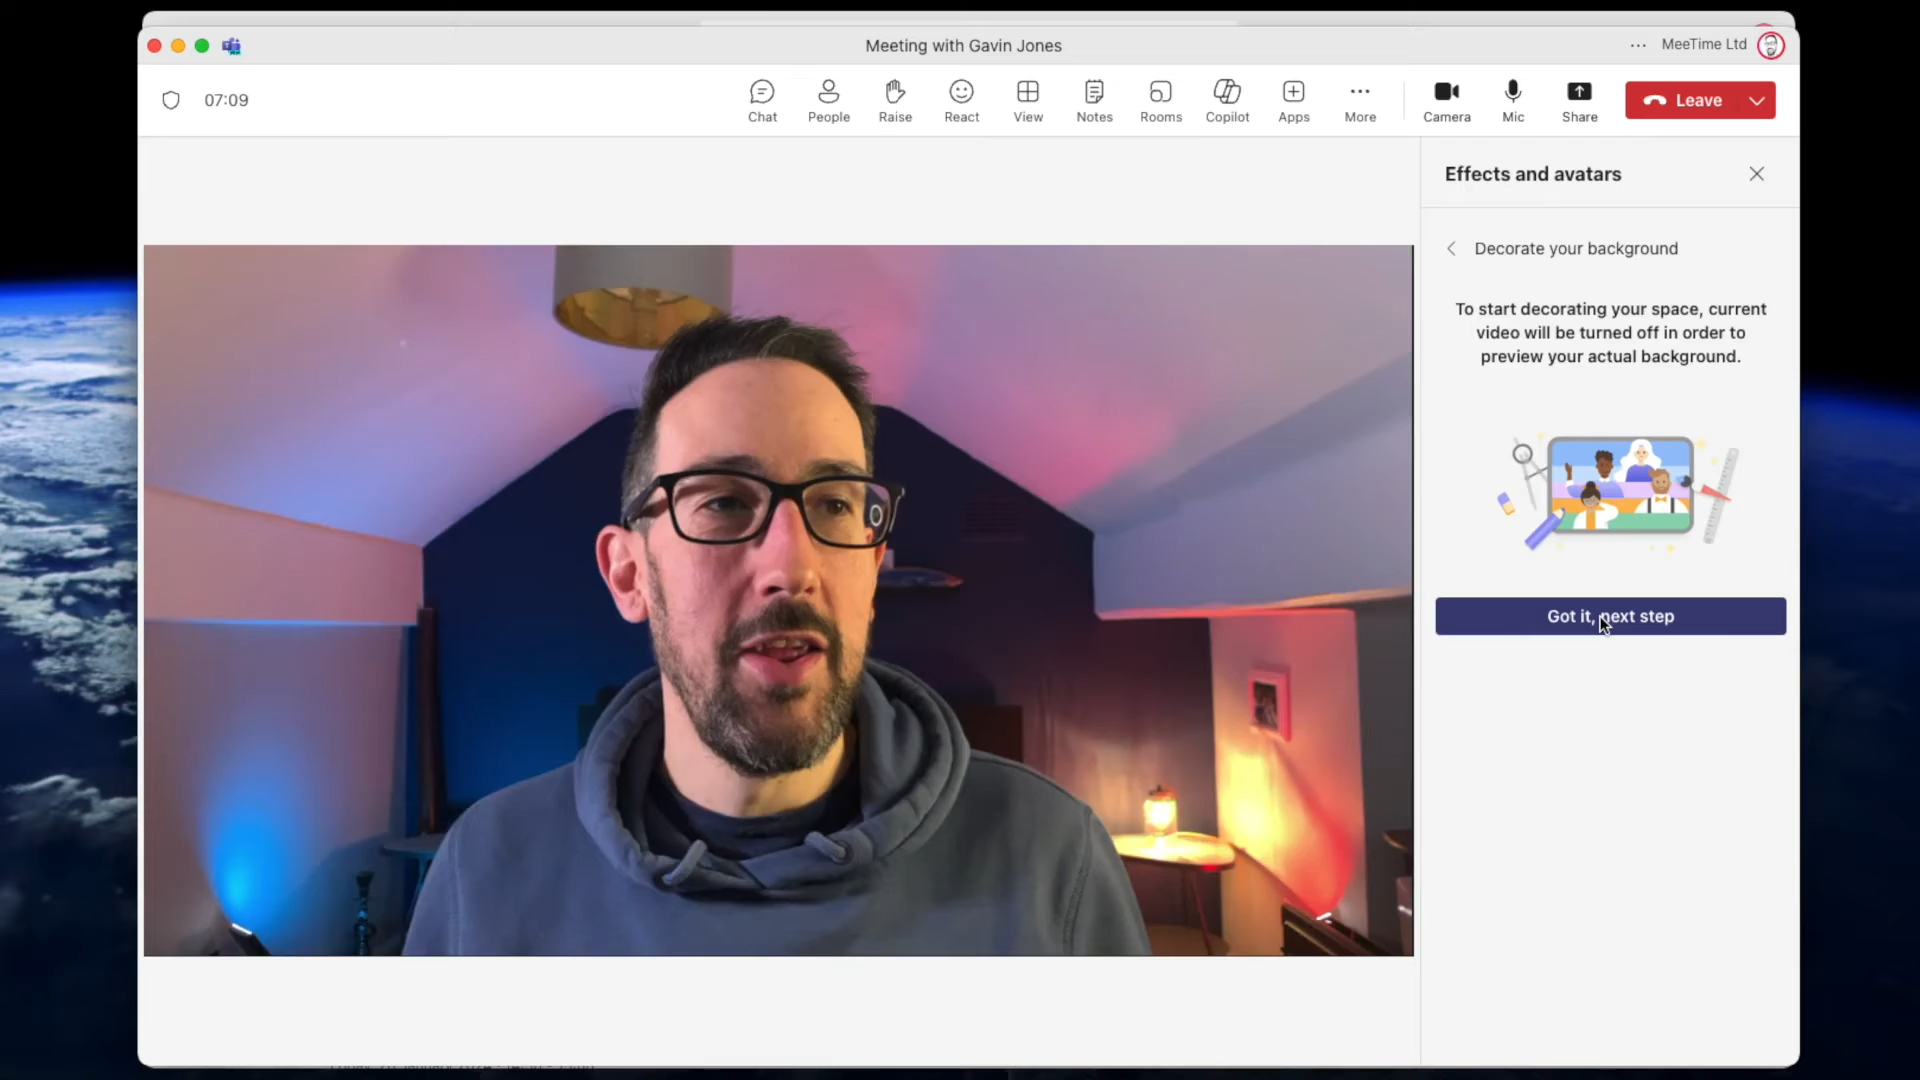 Meeting with Gavin Jones
MeeTime Ltd
07:09
Chat
People
Raise
React
View
Notes
Rooms
Copilot
Apps
More
Camera
Mic
Share
Leave
Effects and avatars
Decorate your background
To start decorating your space, current
video will be turned off in order to
preview your actual background.
Got it, next step